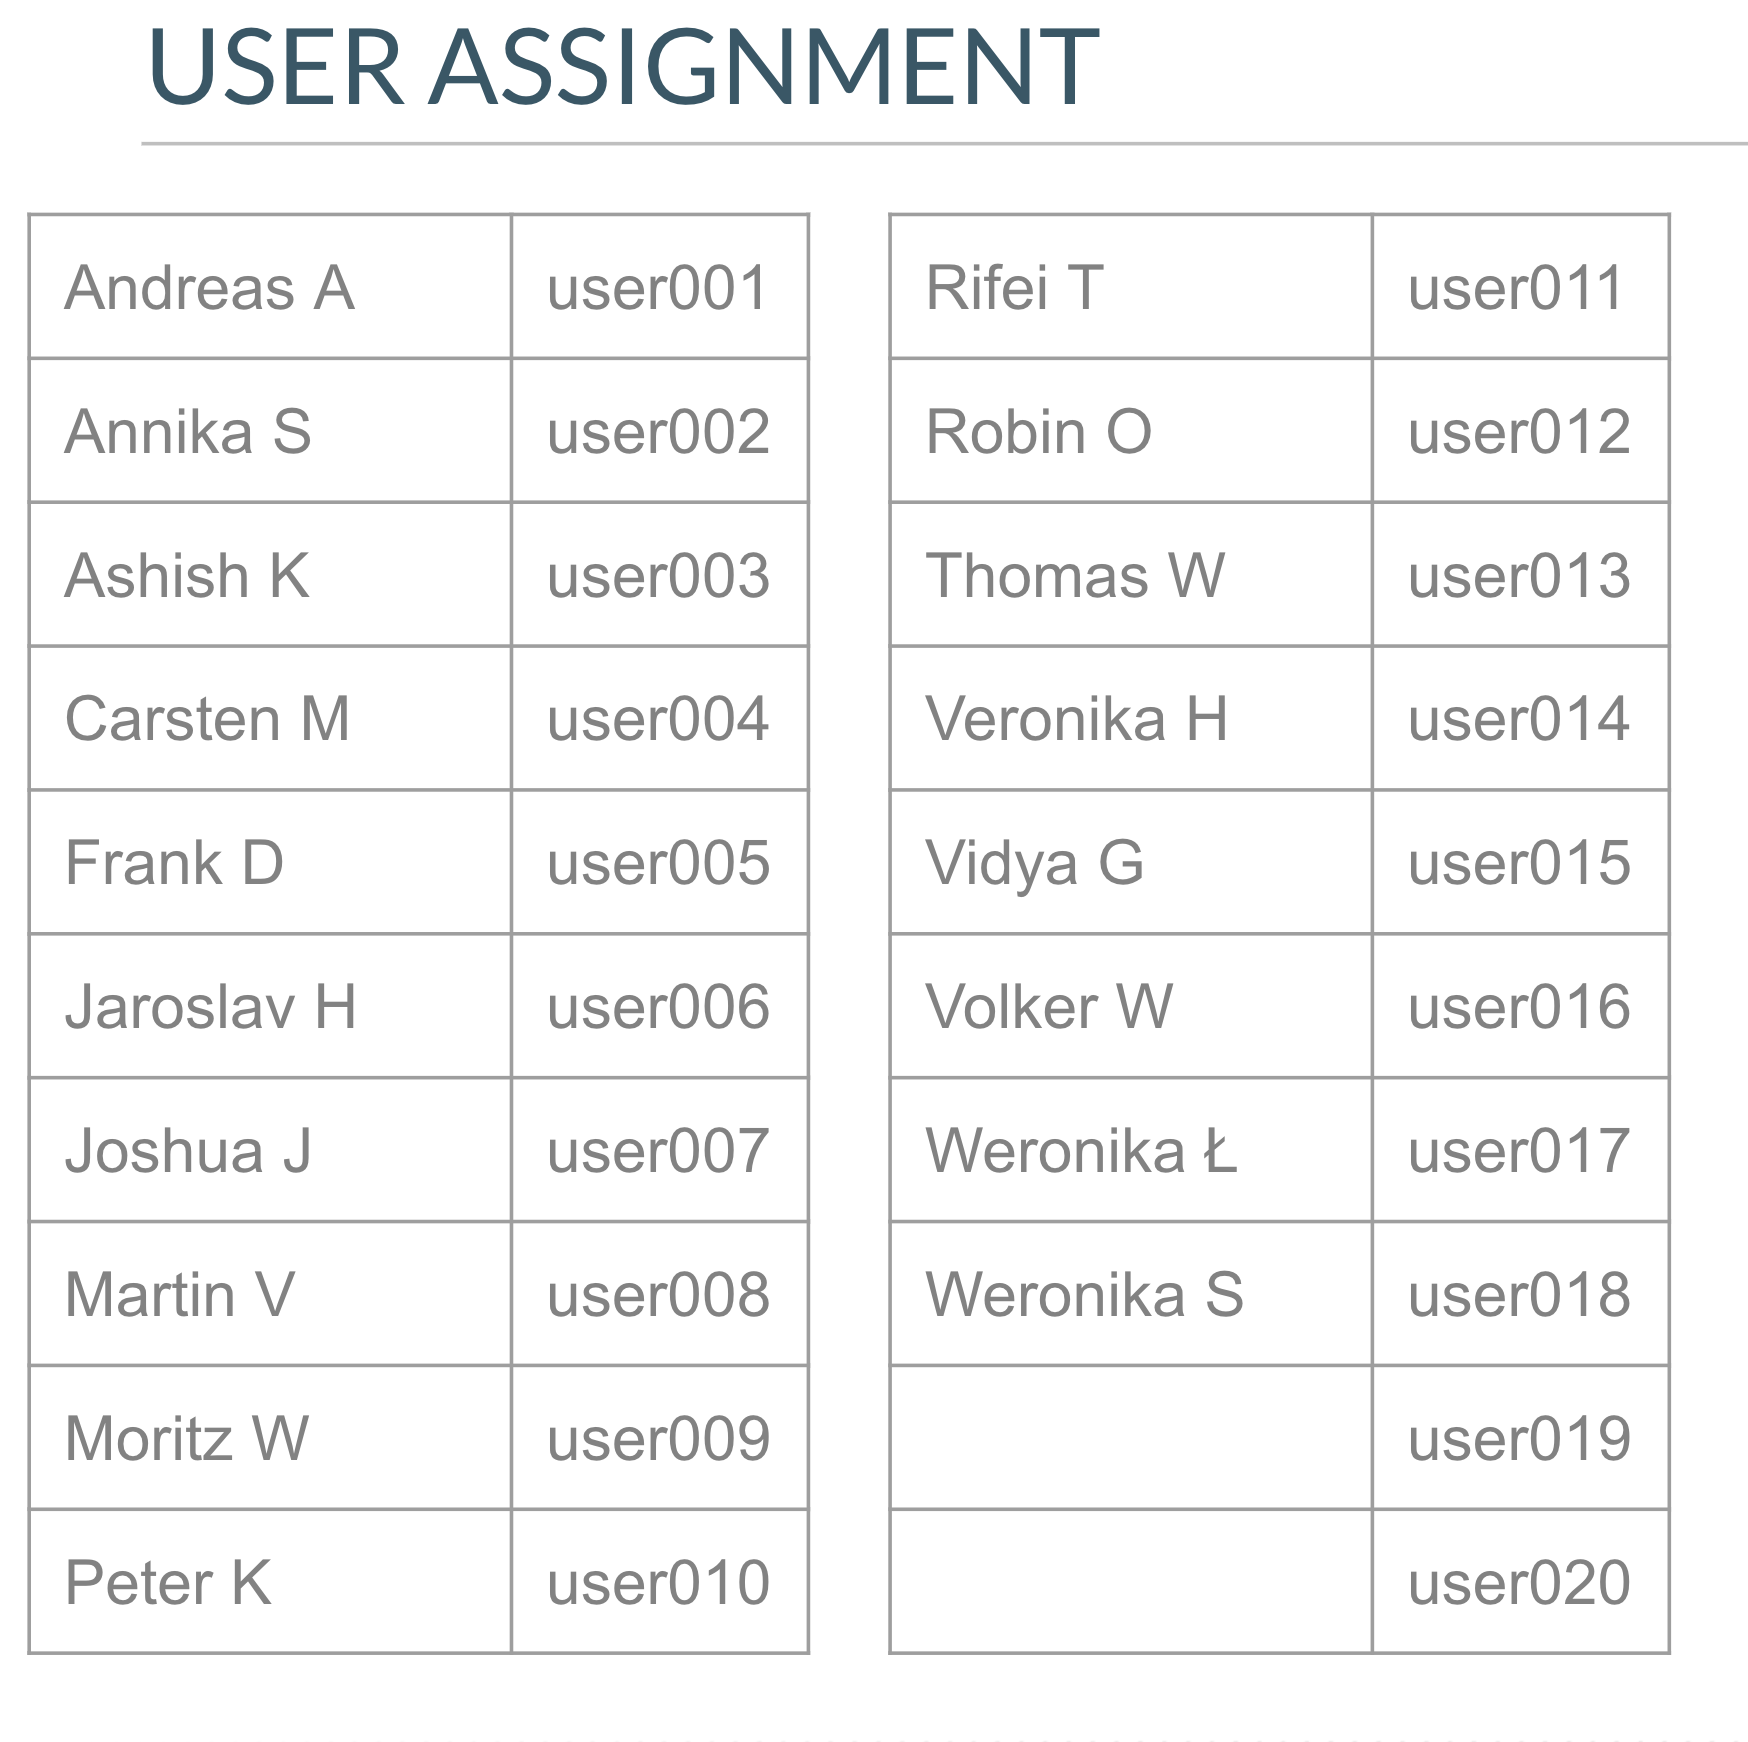 USER ASSIGNMENT
Andreas A user001
Annika S user002
Ashish K user003
Carsten M user004
Frank D user005
Jaroslav H user006
Joshua J user007
Martin V user008
Moritz W user009
Peter K user010
Rifei T user011
Robin O user012
Thomas W user013
Veronika H user014
Vidya G user015
Volker W user016
Weronika Ł user017
Weronika S user018
user019
user020